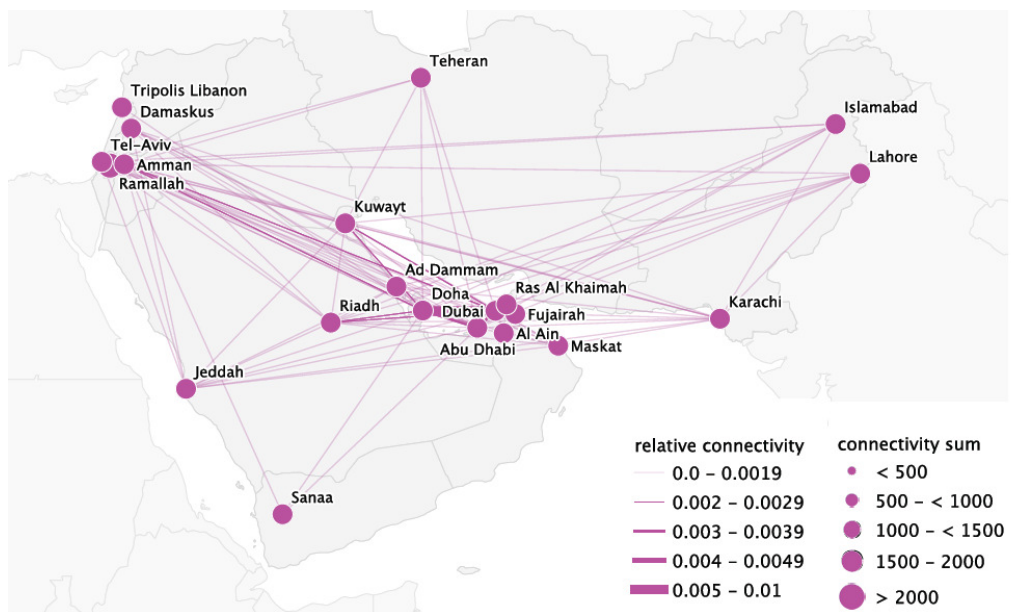 Teheran
Tripolis Libanon
Damaskus
Islamabad
Tel-Aviv
Amman
Lahore
Ramallah
Kuwayt
Ad Dammam
Doha
Ras Al Khaimah
Riadh
Dubai
Fujairah
Karachi
Al Ain
Abu Dhabi
Maskat
Jeddah
Sanaa
relative connectivity
0.0 – 0.0019
0.002 – 0.0029
0.003 – 0.0039
0.004 – 0.0049
0.005 – 0.01
connectivity sum
< 500
500 – < 1000
1000 – < 1500
1500 – 2000
> 2000